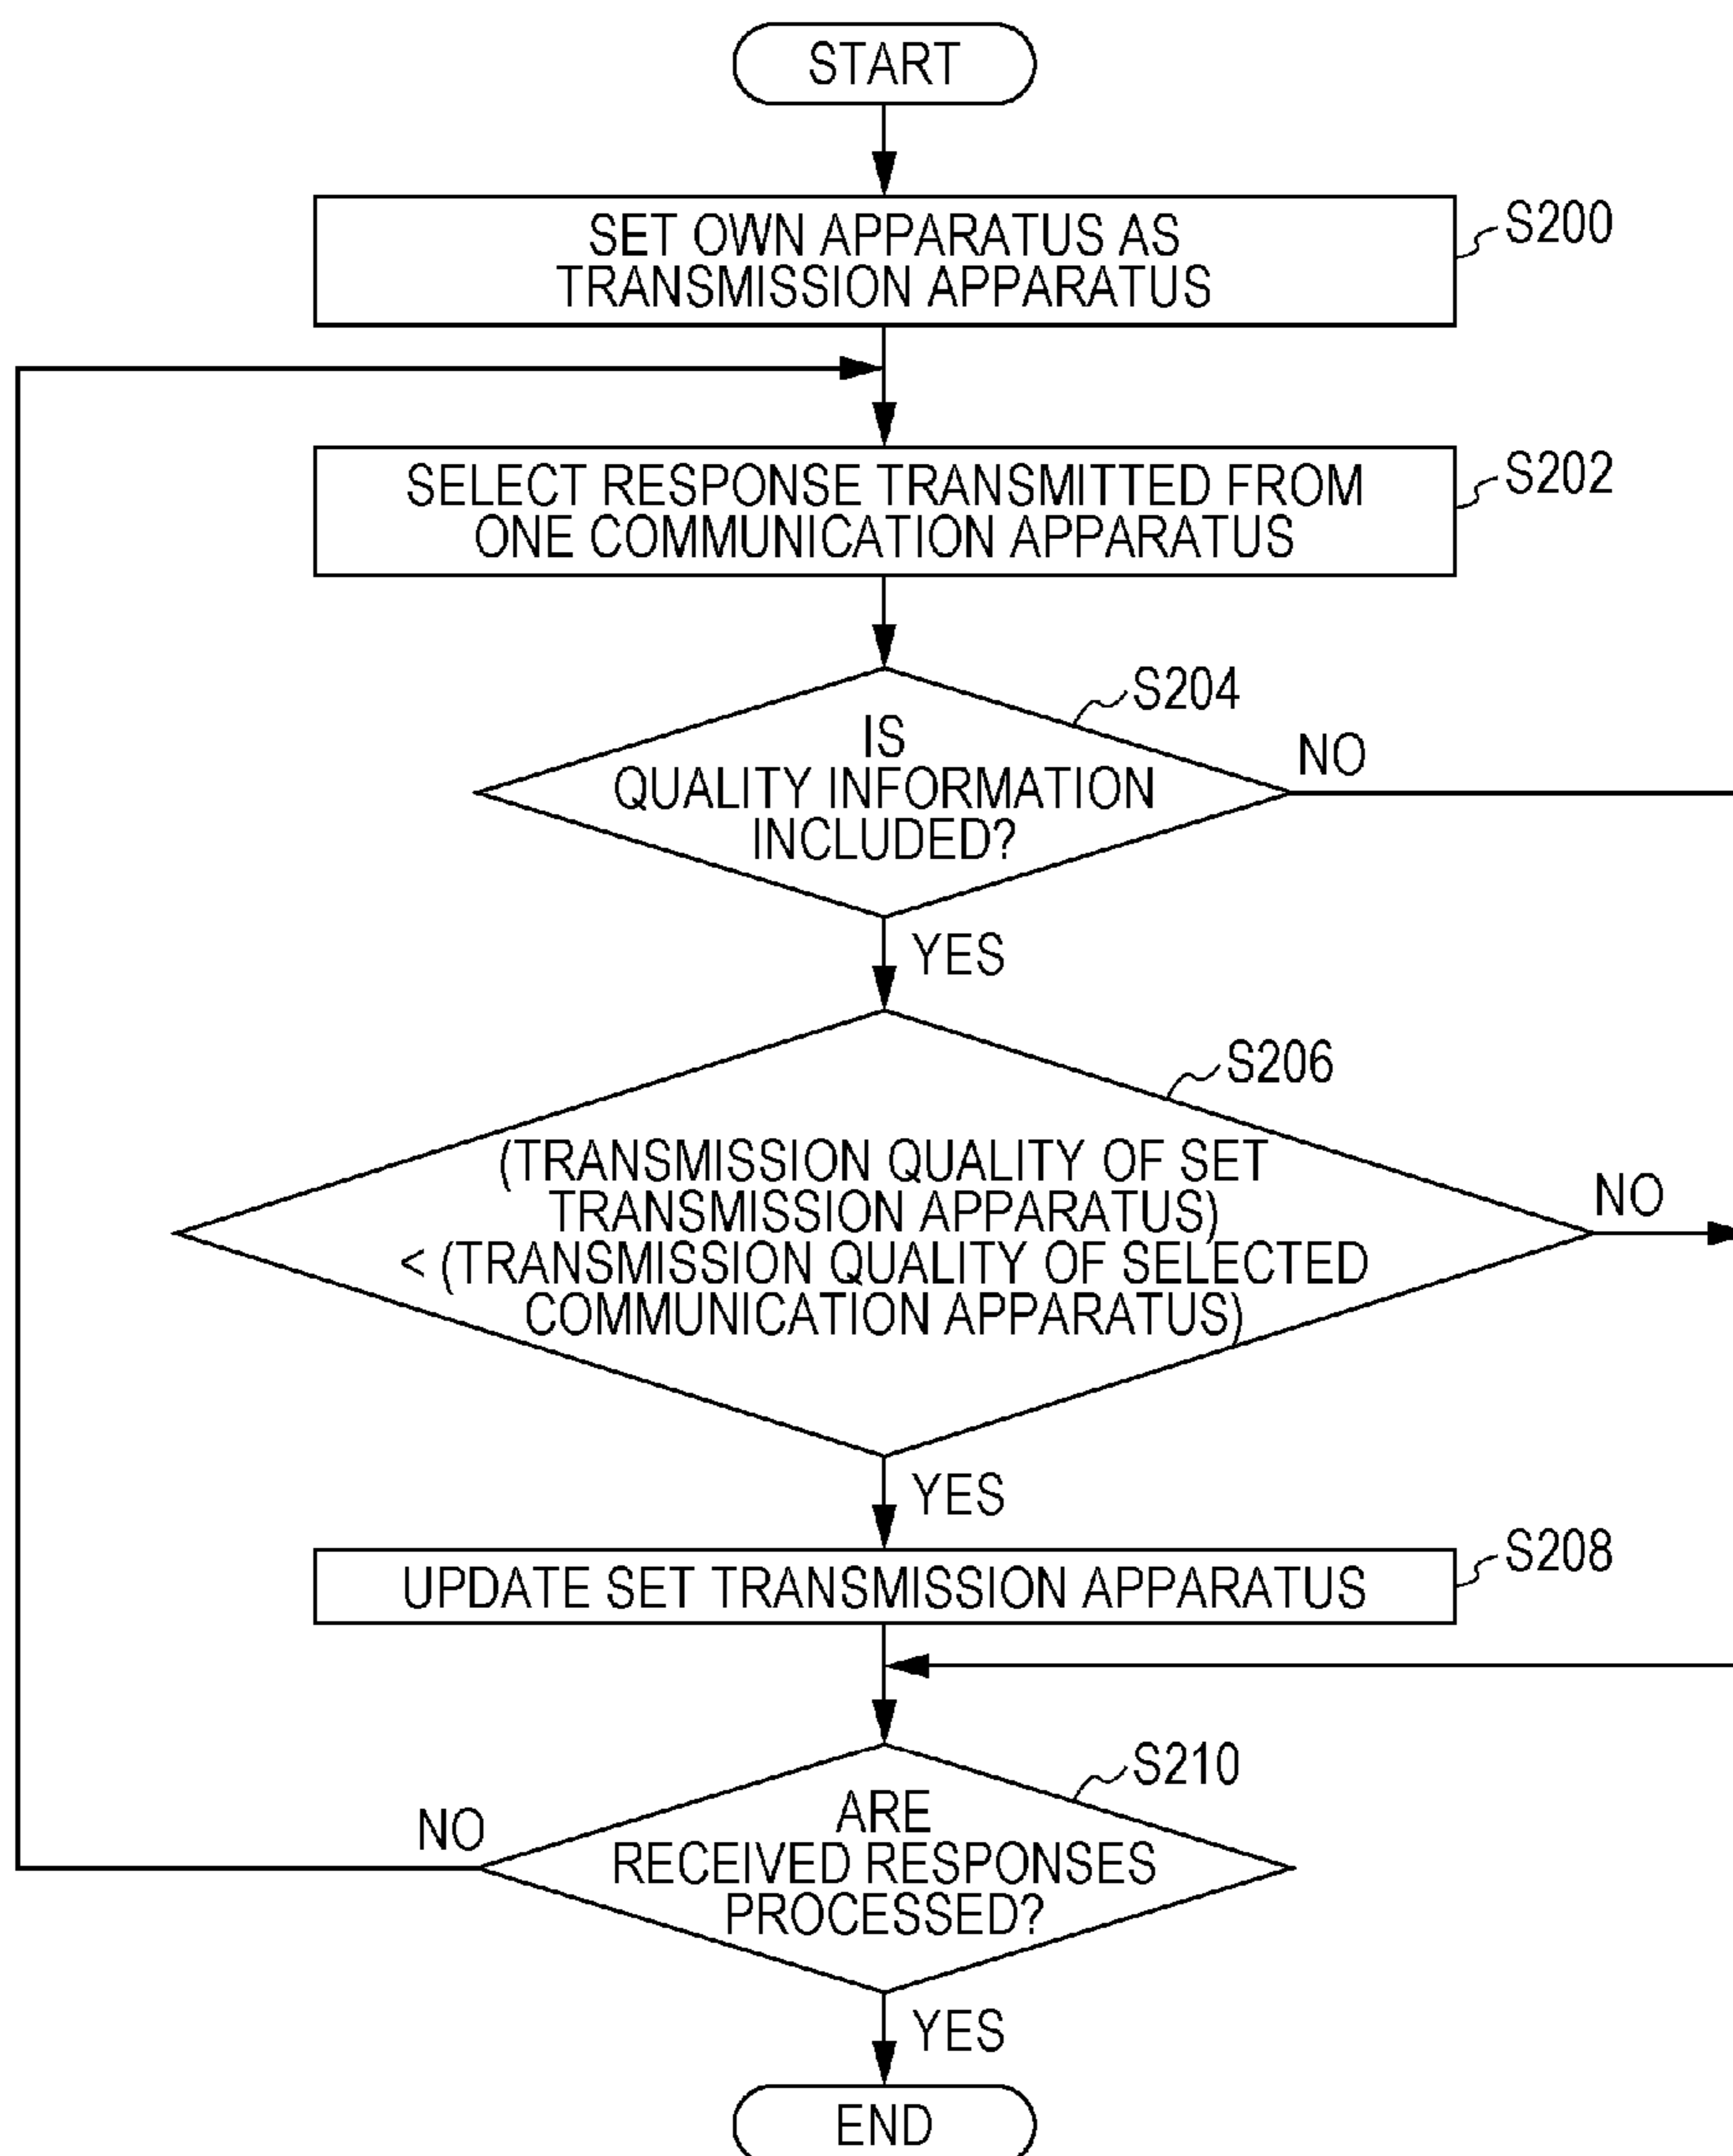 START
SET OWN APPARATUS AS
TRANSMISSION APPARATUS
S200
SELECT RESPONSE TRANSMITTED FROM
ONE COMMUNICATION APPARATUS
S202
S204
IS
QUALITY INFORMATION
INCLUDED?
NO
YES
S206
(TRANSMISSION QUALITY OF SET
TRANSMISSION APPARATUS)
< (TRANSMISSION QUALITY OF SELECTED
COMMUNICATION APPARATUS)
NO
YES
UPDATE SET TRANSMISSION APPARATUS
S208
S210
ARE
RECEIVED RESPONSES
PROCESSED?
NO
YES
END